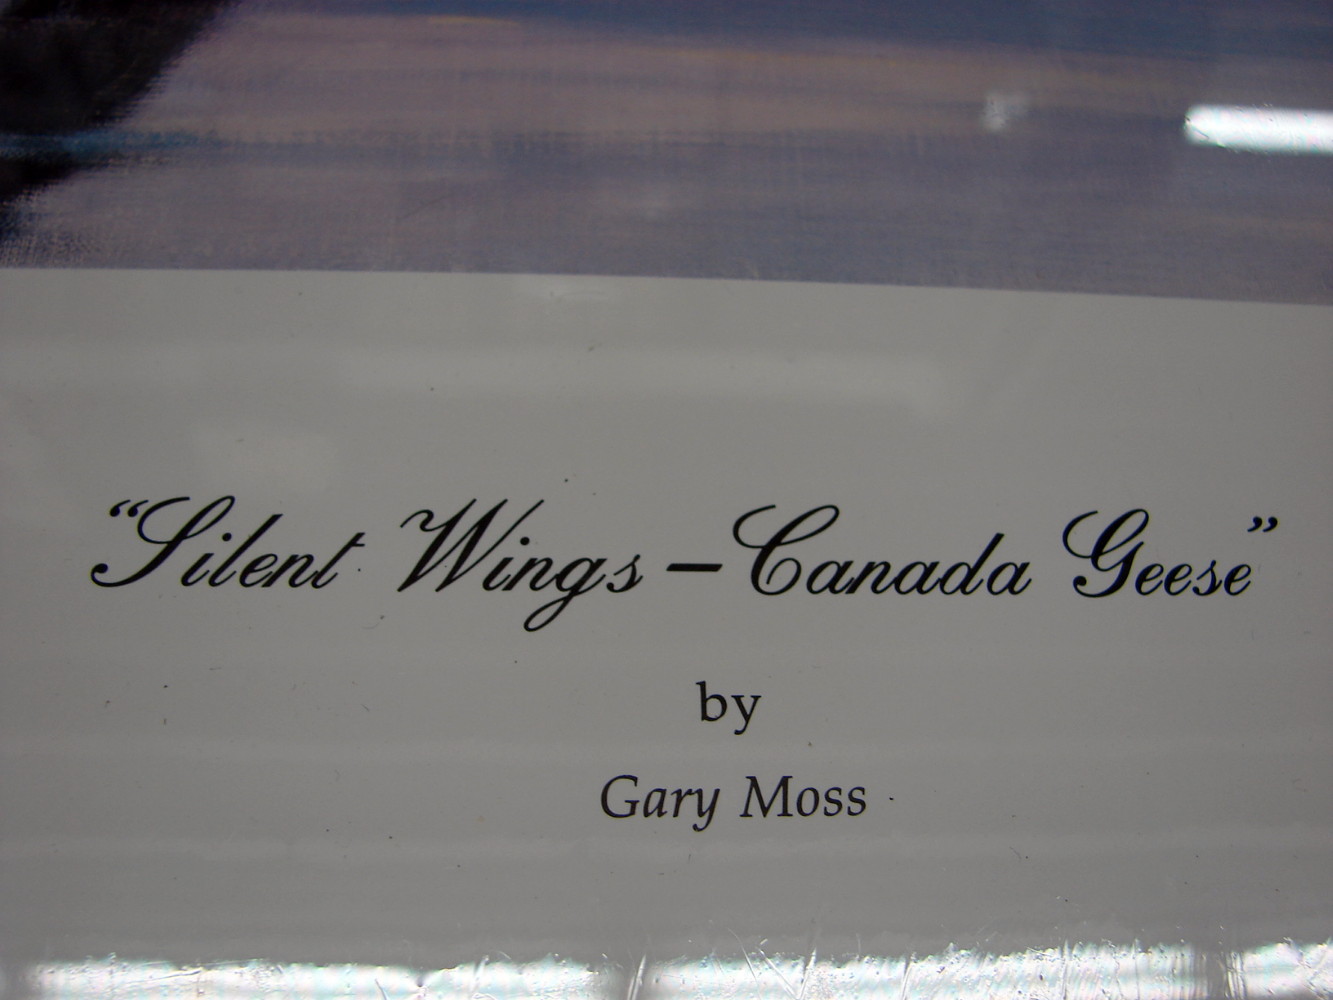 “Silent Wings – Canada Geese”
by
Gary Moss